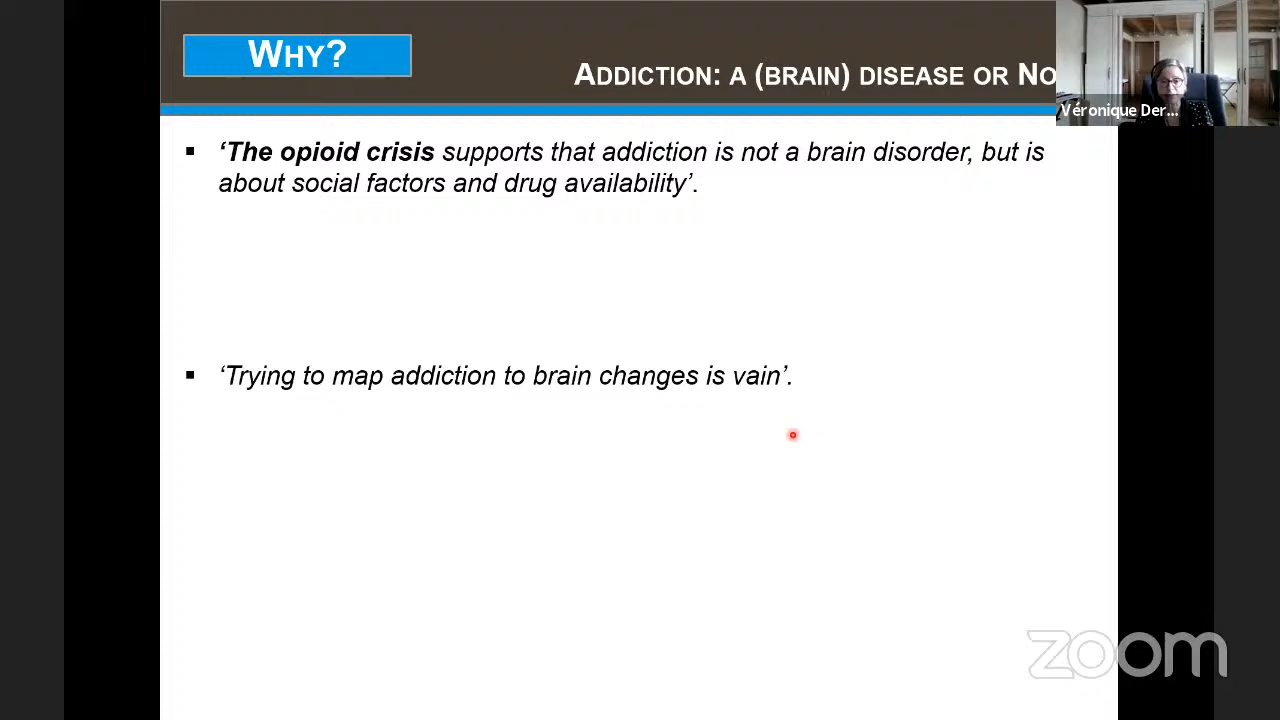 WHY?
ADDICTION: A (BRAIN) DISEASE OR NO
Véronique Der...
▪ ‘The opioid crisis supports that addiction is not a brain disorder, but is
about social factors and drug availability’.
▪ ‘Trying to map addiction to brain changes is vain’.
zoom